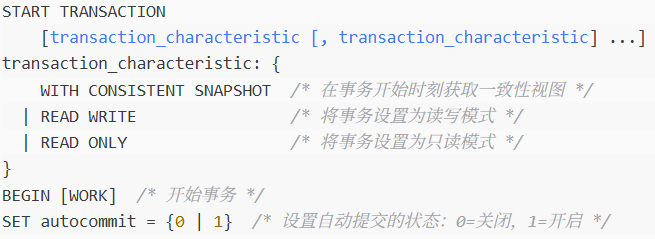 START TRANSACTION
    [transaction_characteristic [, transaction_characteristic] ...]
transaction_characteristic: {
    WITH CONSISTENT SNAPSHOT  /* 在事务开始时刻获取一致性视图 */
  | READ WRITE                /* 将事务设置为读写模式 */
  | READ ONLY                 /* 将事务设置为只读模式 */
}
BEGIN [WORK]  /* 开始事务 */
SET autocommit = {0 | 1}  /* 设置自动提交的状态：0=关闭，1=开启 */